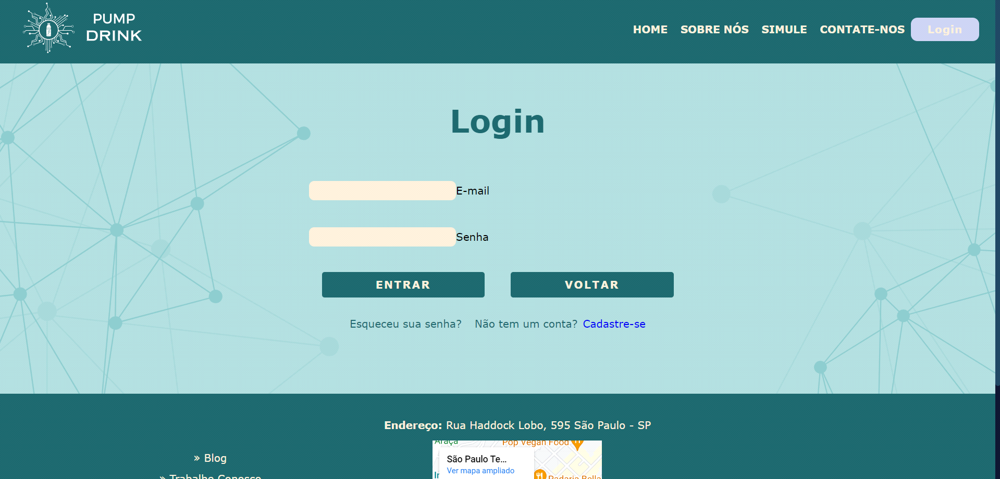 PUMP
DRINK
HOME SOBRE NÓS SIMULE CONTATE-NOS Login
Login
E-mail
Senha
ENTRAR VOLTAR
Esqueceu sua senha? Não tem um conta? Cadastre-se
Endereço: Rua Haddock Lobo, 595 São Paulo - SP
Araçá
Pop Vegan Food
» Blog
São Paulo Te...
Ver mapa ampliado
» Trabalhe Conosco
Padaria Bella